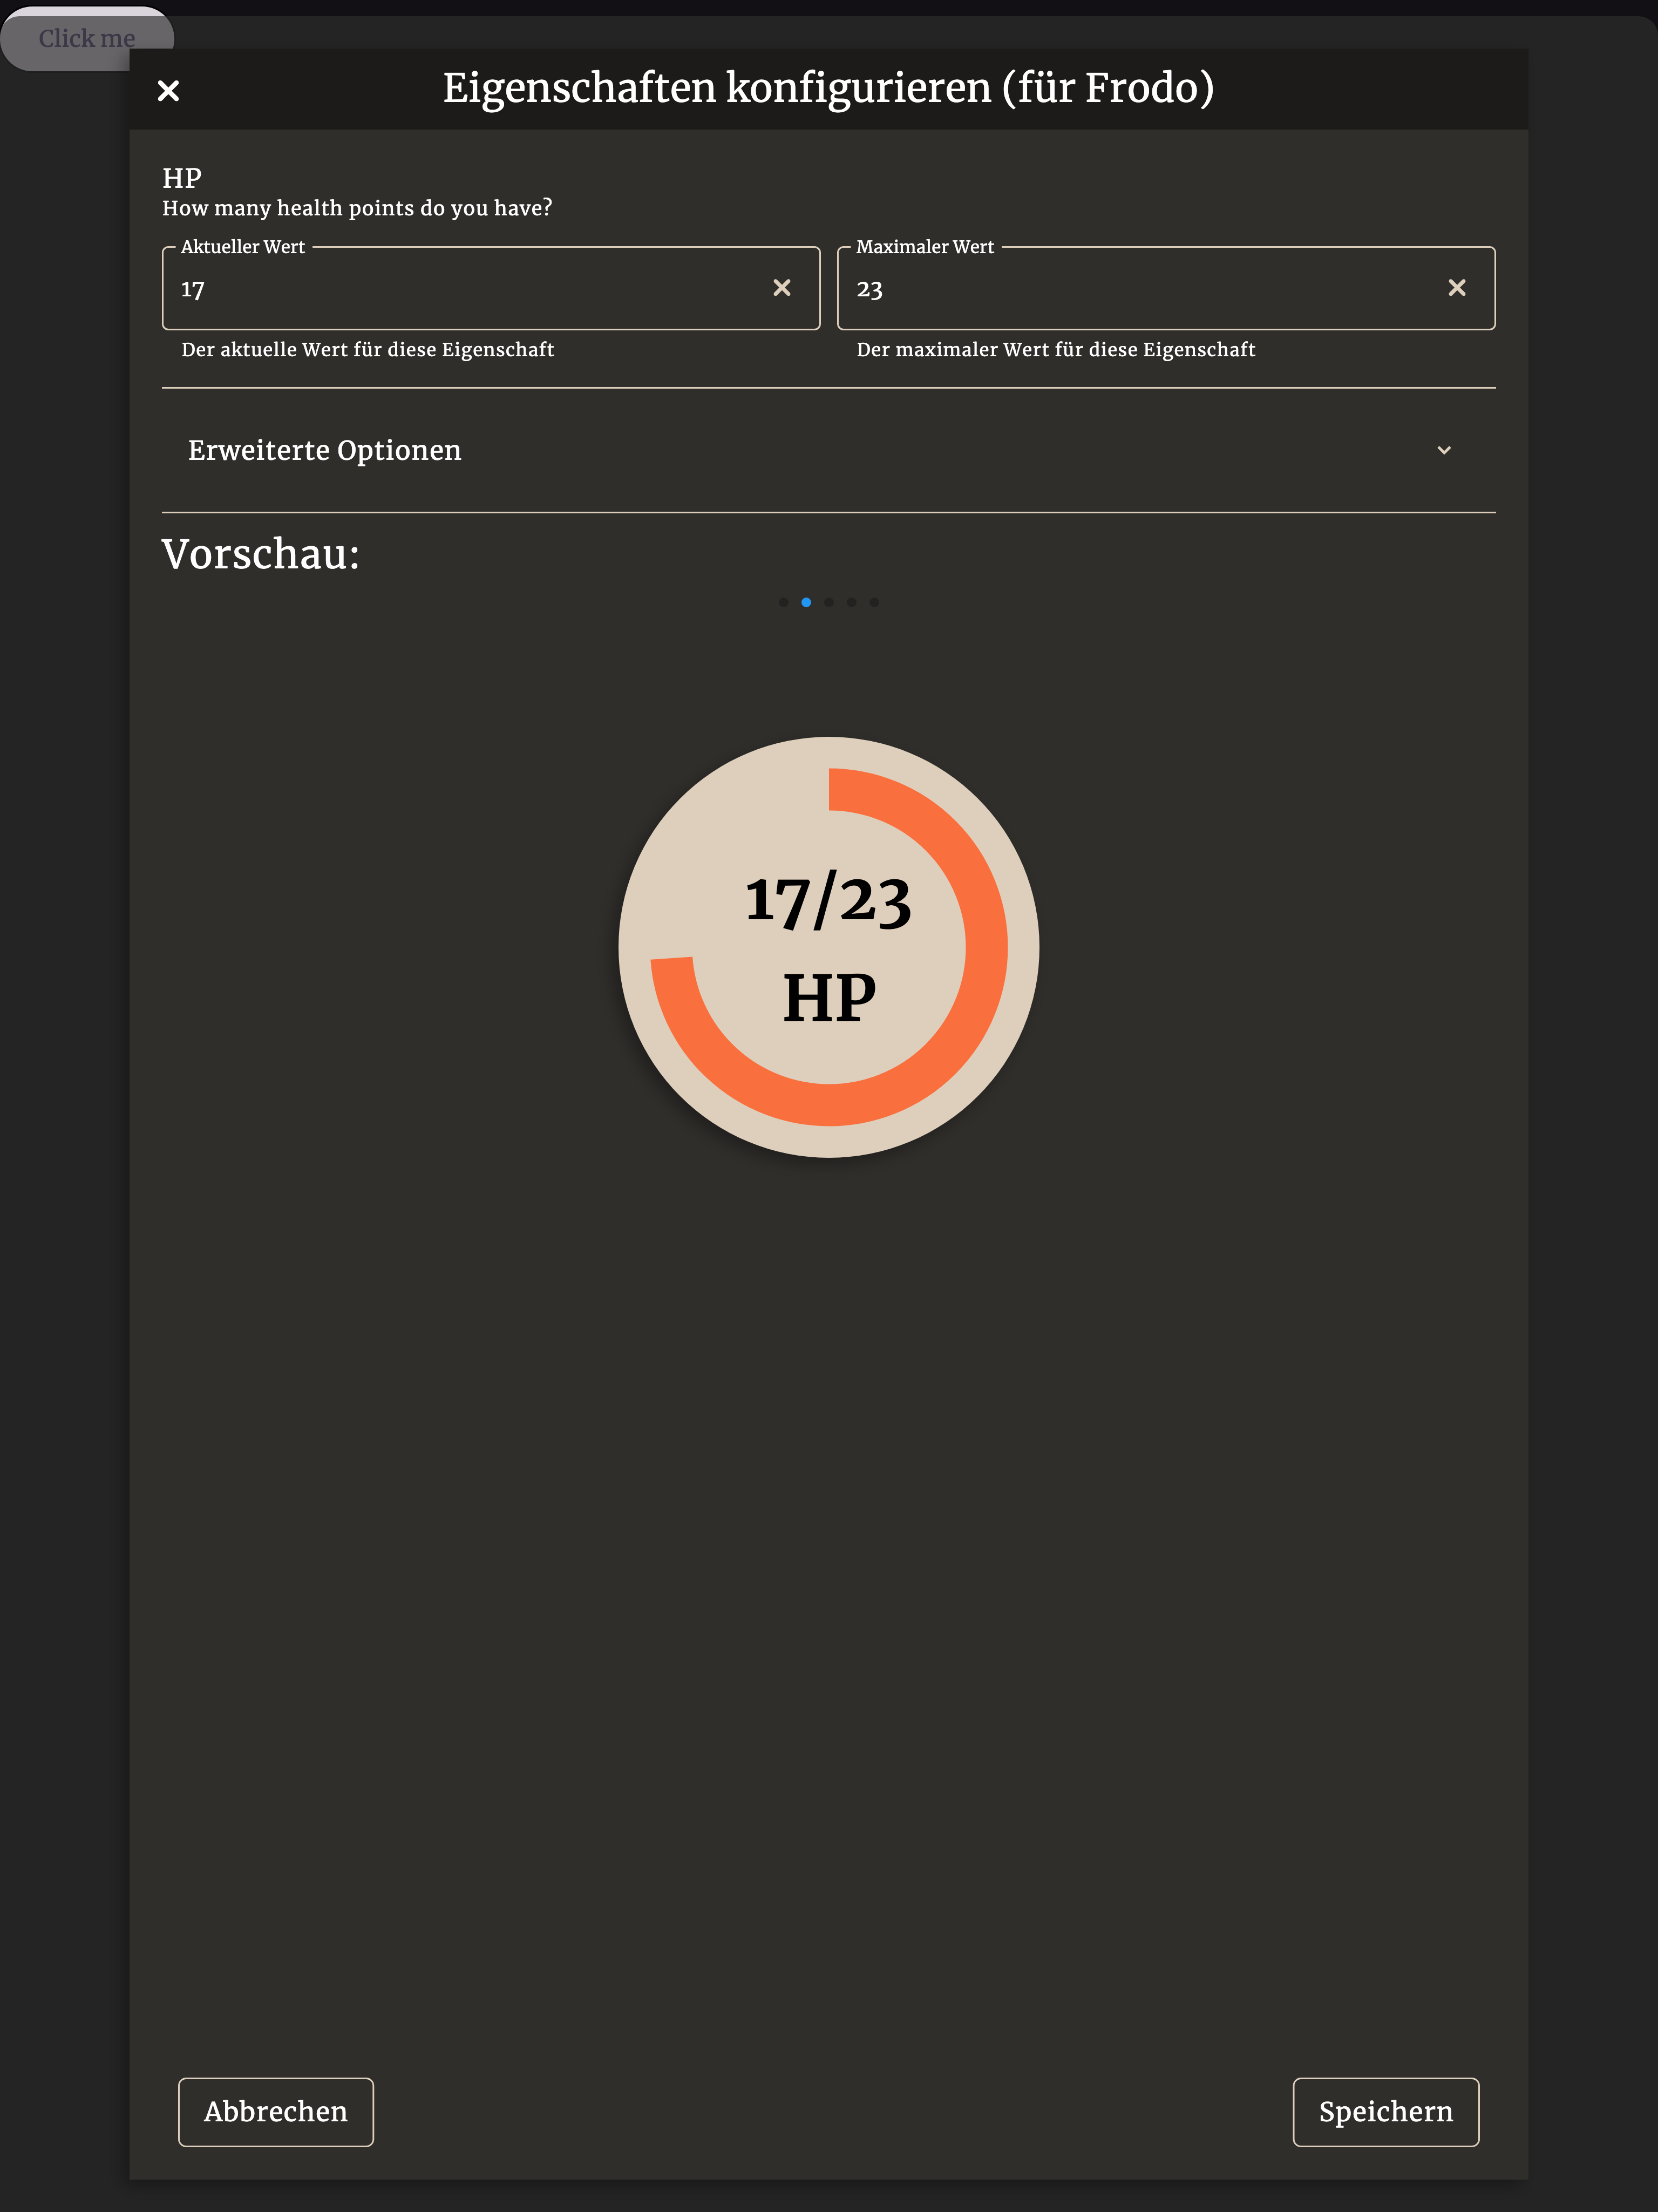 Click me
Eigenschaften konfigurieren (für Frodo)
HP
How many health points do you have?
Aktueller Wert
Maximaler Wert
17
23
Der aktuelle Wert für diese Eigenschaft
Der maximaler Wert für diese Eigenschaft
Erweiterte Optionen
Vorschau:
17/23
HP
Abbrechen
Speichern